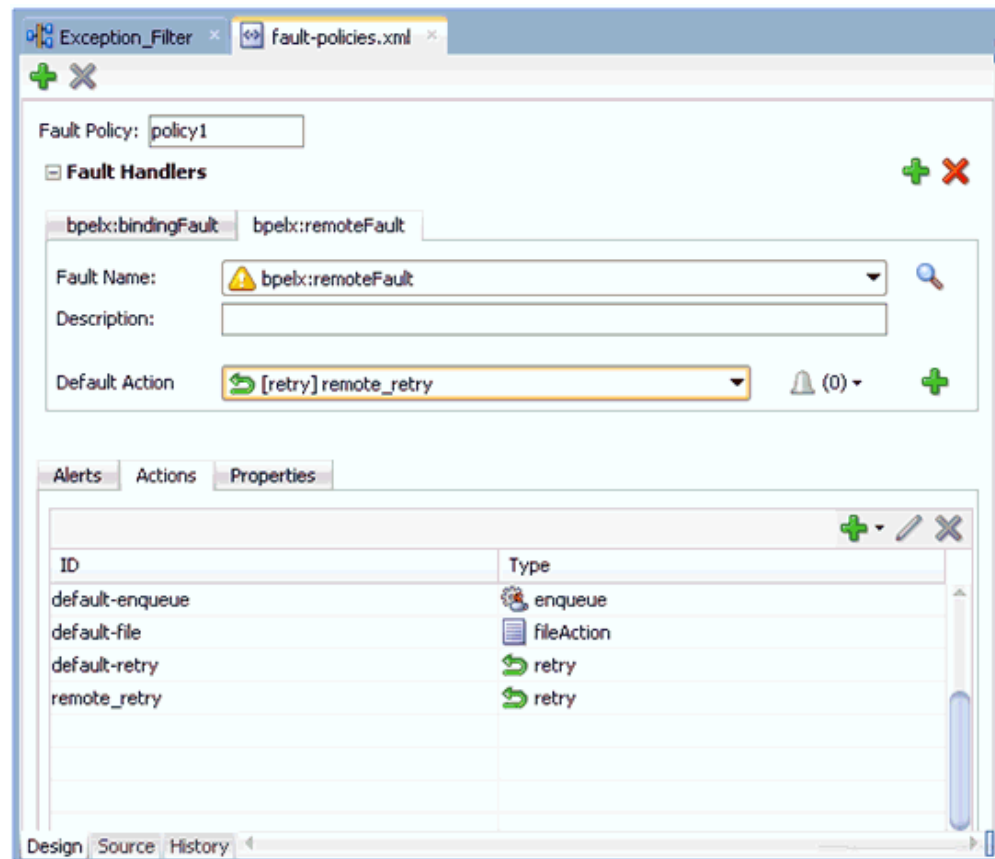 Exception_Filter fault-policies.xml
Fault Policy: policy1
Fault Handlers
bpelx:bindingFault bpelx:remoteFault
Fault Name: bpelx:remoteFault
Description:
Default Action [retry] remote_retry (0)
Alerts Actions Properties
ID Type
default-enqueue enqueue
default-file fileAction
default-retry retry
remote_retry retry
Design Source History